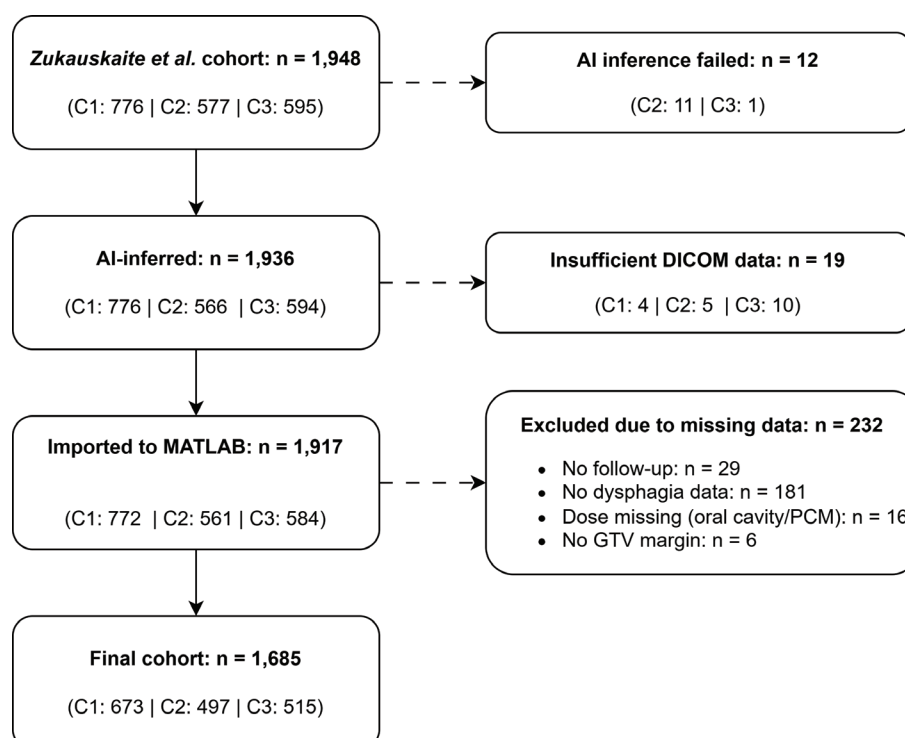 Zukauskaite et al. cohort: n = 1,948
(C1: 776 | C2: 577 | C3: 595)
AI inference failed: n = 12
(C2: 11 | C3: 1)
AI-inferred: n = 1,936
(C1: 776 | C2: 566 | C3: 594)
Insufficient DICOM data: n = 19
(C1: 4 | C2: 5 | C3: 10)
Imported to MATLAB: n = 1,917
(C1: 772 | C2: 561 | C3: 584)
Excluded due to missing data: n = 232
• No follow-up: n = 29
• No dysphagia data: n = 181
• Dose missing (oral cavity/PCM): n = 16
• No GTV margin: n = 6
Final cohort: n = 1,685
(C1: 673 | C2: 497 | C3: 515)